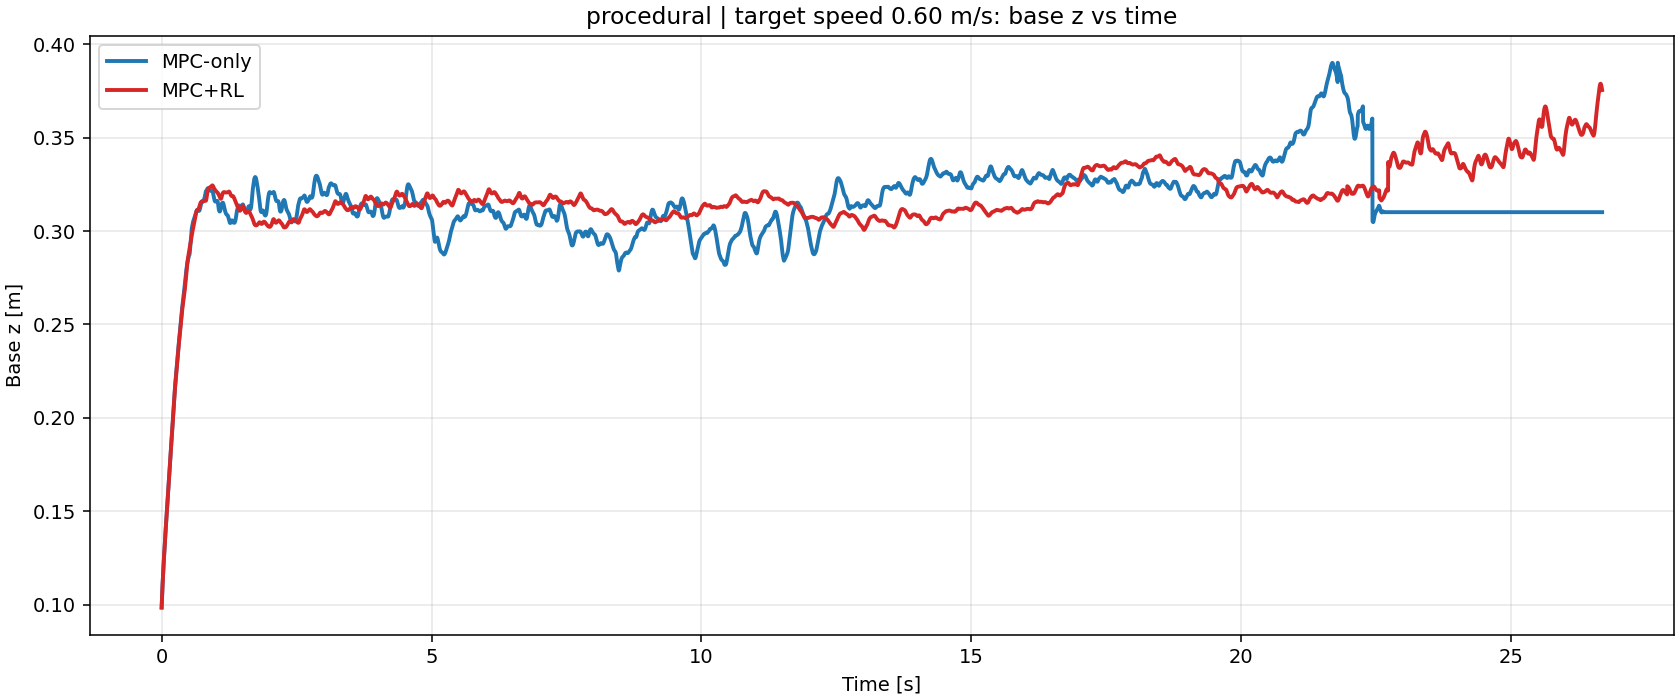 procedural | target speed 0.60 m/s: base z vs time
MPC-only
MPC+RL
Base z [m]
0.40
0.35
0.30
0.25
0.20
0.15
0.10
0 5 10 15 20 25
Time [s]